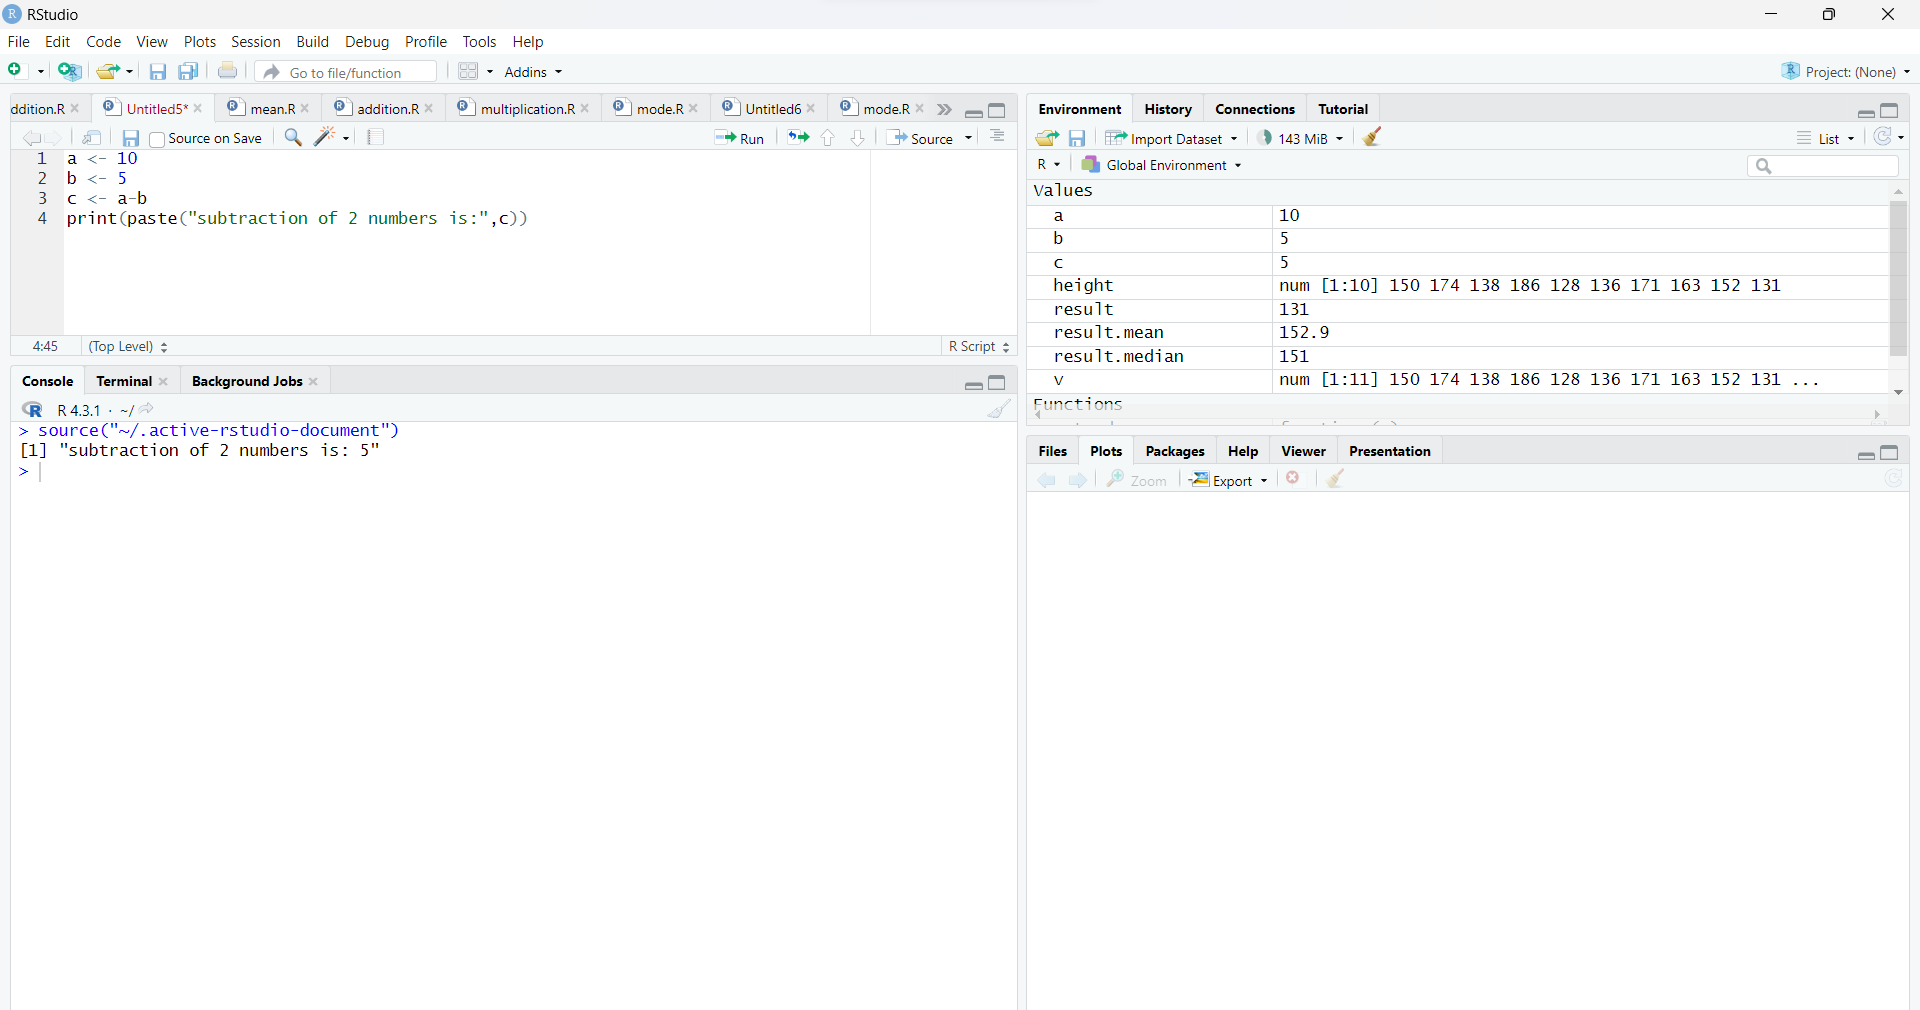 RStudio
File Edit Code View Plots Session Build Debug Profile Tools Help
Go to file/function Addins Project: (None)
ddition.R Untitled5* mean.R addition.R multiplication.R mode.R Untitled6 mode.R
Source on Save Run Source
1 a <- 10
2 b <- 5
3 c <- a-b
4 print(paste("subtraction of 2 numbers is:",c))
4:45 (Top Level) R Script
Console Terminal Background Jobs
R 4.3.1 · ~/
> source("~/.active-rstudio-document")
[1] "subtraction of 2 numbers is: 5"
>
Environment History Connections Tutorial
Import Dataset 143 MiB List
R Global Environment
Values
a 10
b 5
c 5
height num [1:10] 150 174 138 186 128 136 171 163 152 131
result 131
result.mean 152.9
result.median 151
v num [1:11] 150 174 138 186 128 136 171 163 152 131 ...
Functions
Files Plots Packages Help Viewer Presentation
Zoom Export